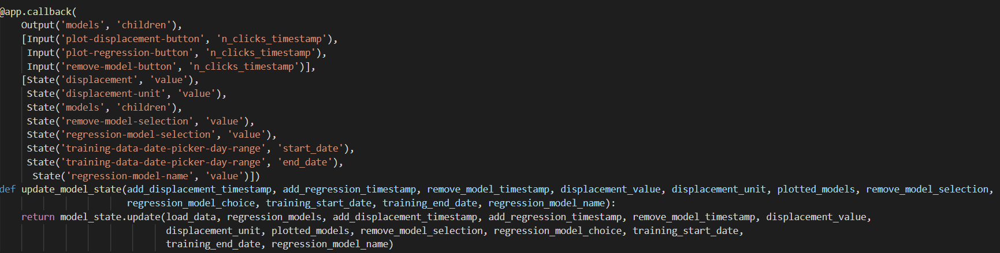 @app.callback(
    Output('models', 'children'),
    [Input('plot-displacement-button', 'n_clicks_timestamp'),
     Input('plot-regression-button', 'n_clicks_timestamp'),
     Input('remove-model-button', 'n_clicks_timestamp')],
    [State('displacement', 'value'),
     State('displacement-unit', 'value'),
     State('models', 'children'),
     State('remove-model-selection', 'value'),
     State('regression-model-selection', 'value'),
     State('training-data-date-picker-day-range', 'start_date'),
     State('training-data-date-picker-day-range', 'end_date'),
      State('regression-model-name', 'value')])
def update_model_state(add_displacement_timestamp, add_regression_timestamp, remove_model_timestamp, displacement_value, displacement_unit, plotted_models, remove_model_selection,
                       regression_model_choice, training_start_date, training_end_date, regression_model_name):
    return model_state.update(load_data, regression_models, add_displacement_timestamp, add_regression_timestamp, remove_model_timestamp, displacement_value,
                              displacement_unit, plotted_models, remove_model_selection, regression_model_choice, training_start_date,
                              training_end_date, regression_model_name)